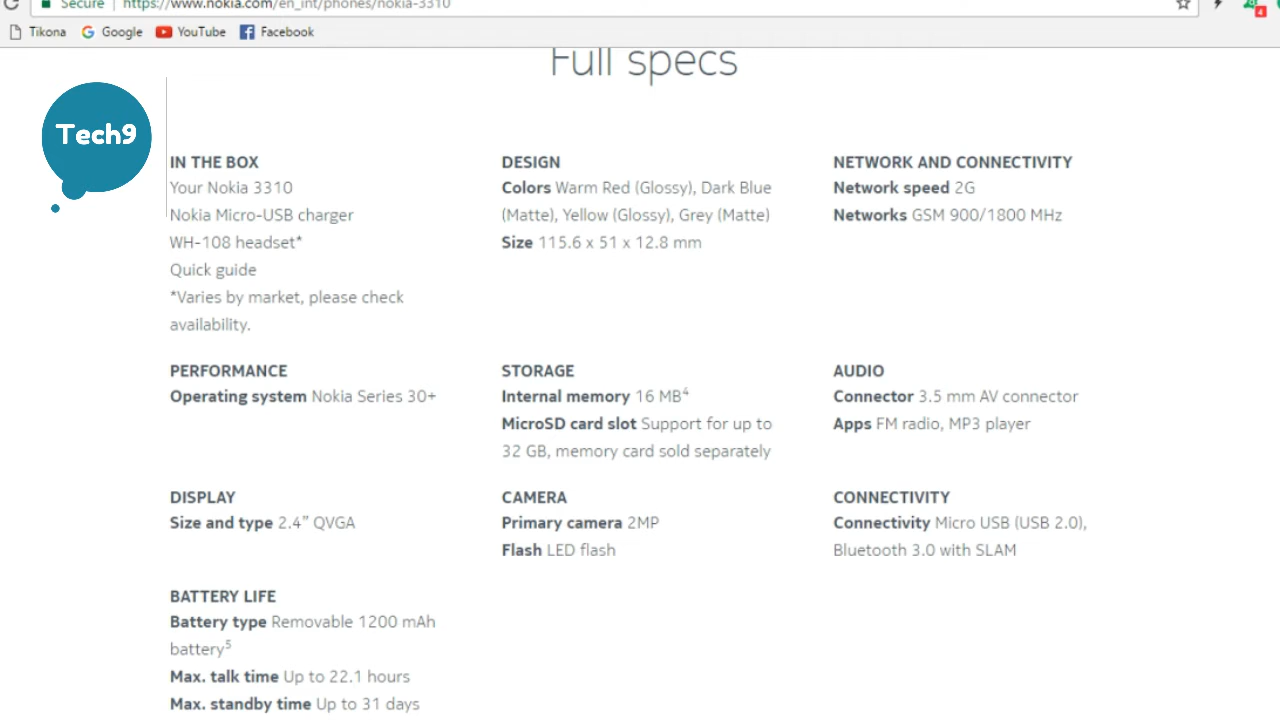 Secure https://www.nokia.com/en_int/phones/nokia-3310
Tikona Google YouTube Facebook
Full specs
Tech9
IN THE BOX
Your Nokia 3310
Nokia Micro-USB charger
WH-108 headset*
Quick guide
*Varies by market, please check
availability.
DESIGN
Colors Warm Red (Glossy), Dark Blue
(Matte), Yellow (Glossy), Grey (Matte)
Size 115.6 x 51 x 12.8 mm
NETWORK AND CONNECTIVITY
Network speed 2G
Networks GSM 900/1800 MHz
PERFORMANCE
Operating system Nokia Series 30+
STORAGE
Internal memory 16 MB⁴
MicroSD card slot Support for up to
32 GB, memory card sold separately
AUDIO
Connector 3.5 mm AV connector
Apps FM radio, MP3 player
DISPLAY
Size and type 2.4” QVGA
CAMERA
Primary camera 2MP
Flash LED flash
CONNECTIVITY
Connectivity Micro USB (USB 2.0),
Bluetooth 3.0 with SLAM
BATTERY LIFE
Battery type Removable 1200 mAh
battery⁵
Max. talk time Up to 22.1 hours
Max. standby time Up to 31 days